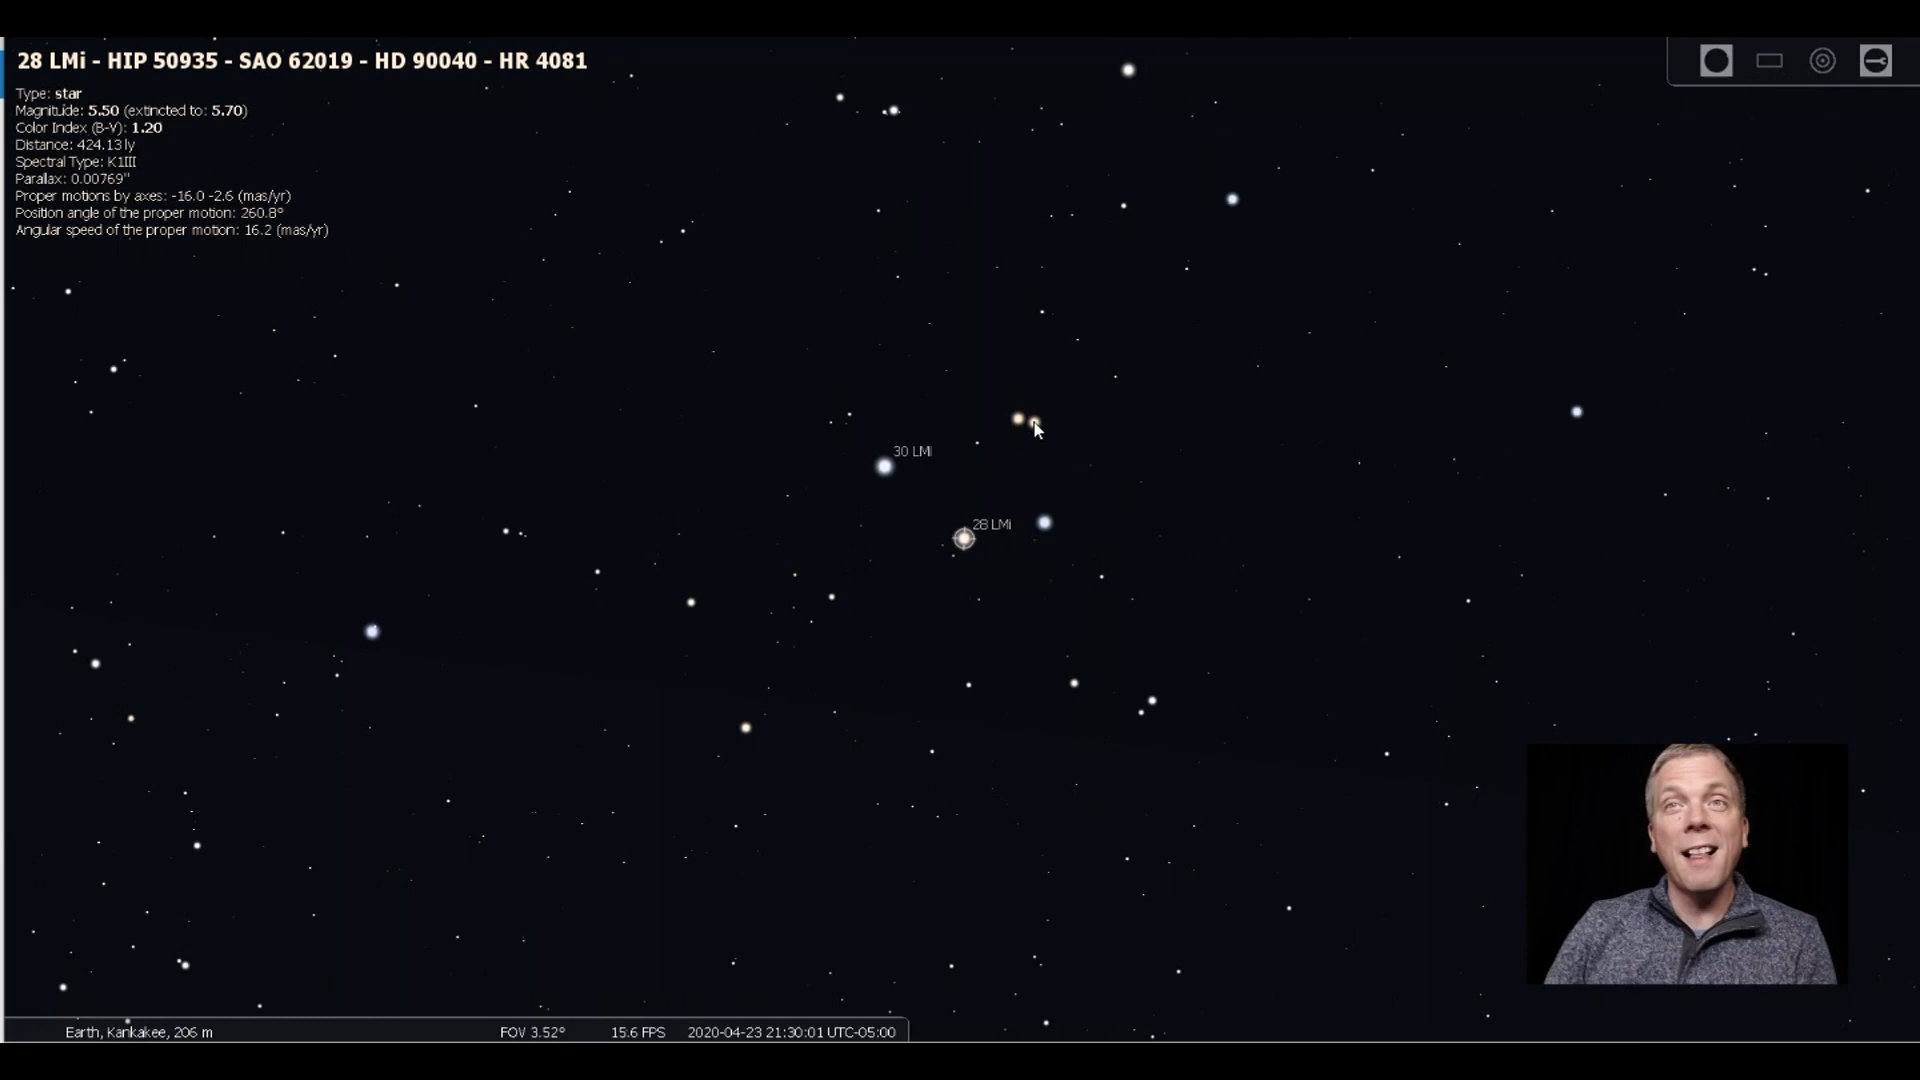 28 LMi - HIP 50935 - SAO 62019 - HD 90040 - HR 4081
Type: star
Magnitude: 5.50 (extincted to: 5.70)
Color Index (B-V): 1.20
Distance: 424.13 ly
Spectral Type: K1III
Parallax: 0.00769"
Proper motions by axes: -16.0 -2.6 (mas/yr)
Position angle of the proper motion: 260.8°
Angular speed of the proper motion: 16.2 (mas/yr)
30 LMi
28 LMi
Earth, Kankakee, 206 m FOV 3.52° 15.6 FPS 2020-04-23 21:30:01 UTC-05:00